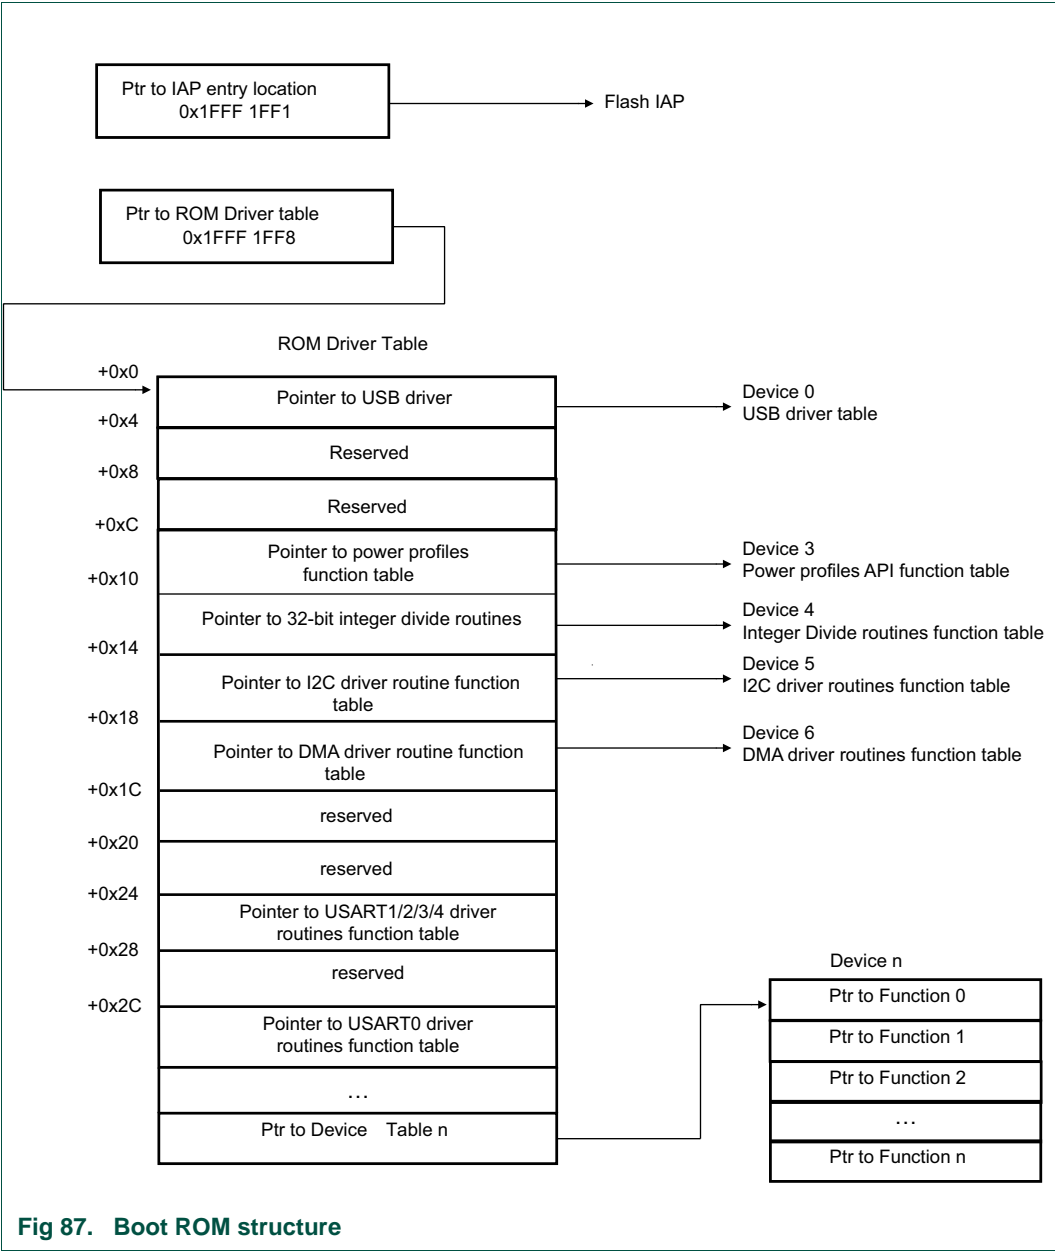 Ptr to IAP entry location
0x1FFF 1FF1
Flash IAP
Ptr to ROM Driver table
0x1FFF 1FF8
ROM Driver Table
+0x0
Pointer to USB driver
Device 0
USB driver table
+0x4
Reserved
+0x8
Reserved
+0xC
Pointer to power profiles
function table
Device 3
Power profiles API function table
+0x10
Pointer to 32-bit integer divide routines
Device 4
Integer Divide routines function table
+0x14
Pointer to I2C driver routine function
table
Device 5
I2C driver routines function table
+0x18
Pointer to DMA driver routine function
table
Device 6
DMA driver routines function table
+0x1C
reserved
+0x20
reserved
+0x24
Pointer to USART1/2/3/4 driver
routines function table
+0x28
reserved
+0x2C
Pointer to USART0 driver
routines function table
…
Ptr to Device Table n
Device n
Ptr to Function 0
Ptr to Function 1
Ptr to Function 2
…
Ptr to Function n
Fig 87. Boot ROM structure